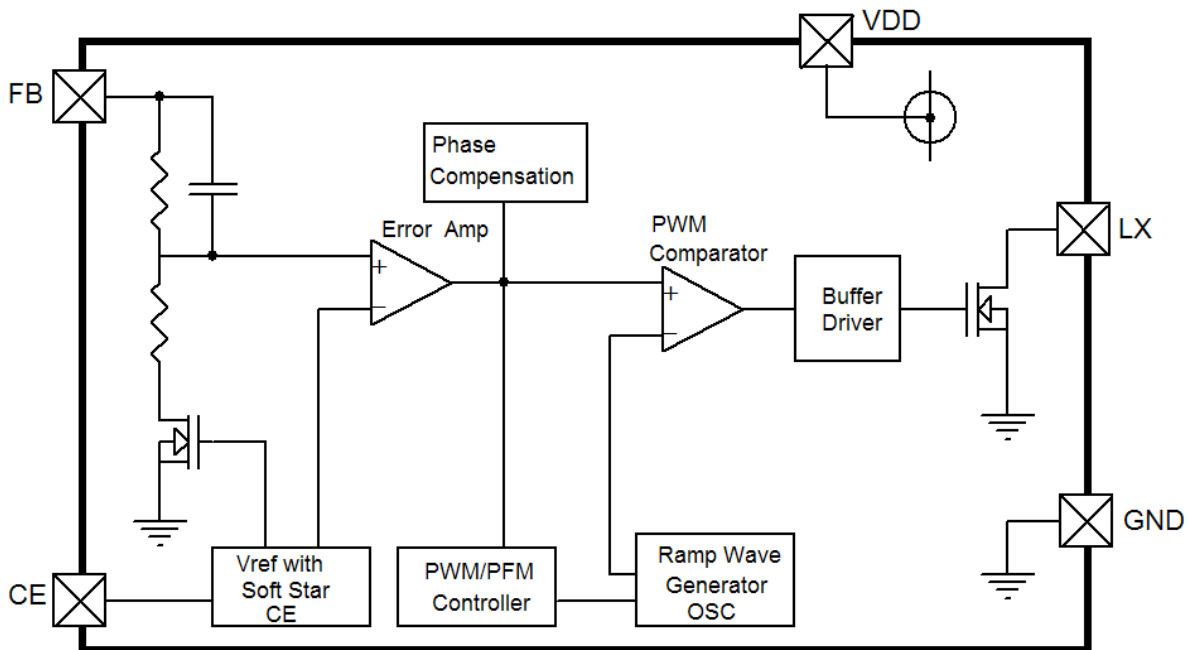 VDD
FB
Phase
Compensation
Error Amp
+
−
PWM
Comparator
+
−
Buffer
Driver
LX
GND
Vref with
Soft Star
CE
PWM/PFM
Controller
Ramp Wave
Generator
OSC
CE